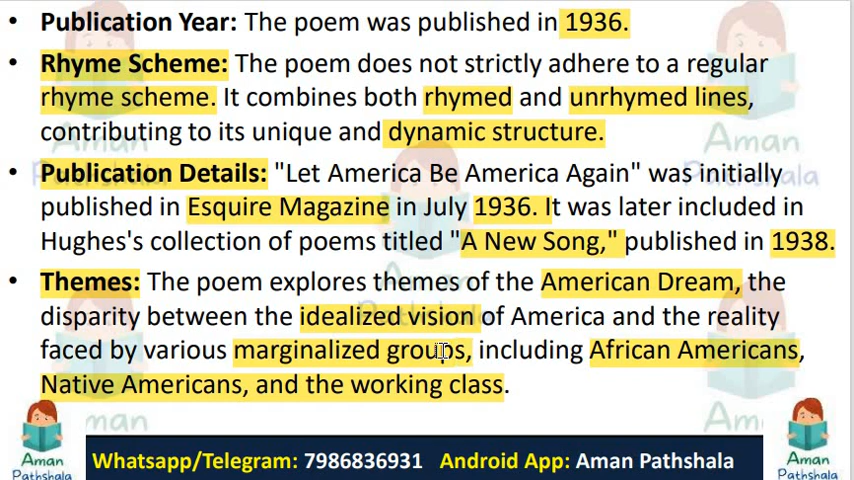 • Publication Year: The poem was published in 1936.
• Rhyme Scheme: The poem does not strictly adhere to a regular
rhyme scheme. It combines both rhymed and unrhymed lines,
contributing to its unique and dynamic structure.
• Publication Details: "Let America Be America Again" was initially
published in Esquire Magazine in July 1936. It was later included in
Hughes's collection of poems titled "A New Song," published in 1938.
• Themes: The poem explores themes of the American Dream, the
disparity between the idealized vision of America and the reality
faced by various marginalized groups, including African Americans,
Native Americans, and the working class.
Aman
Pathshala
Whatsapp/Telegram: 7986836931 Android App: Aman Pathshala
Aman
Pathshala